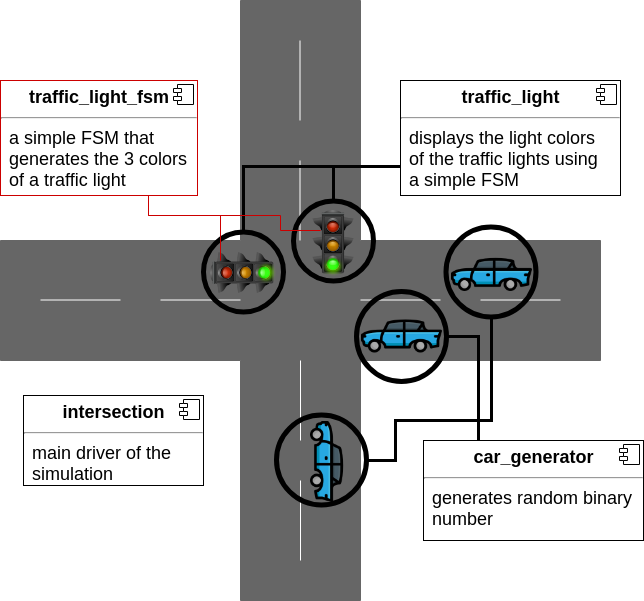 traffic_light_fsm
a simple FSM that
generates the 3 colors
of a traffic light
traffic_light
displays the light colors
of the traffic lights using
a simple FSM
intersection
main driver of the
simulation
car_generator
generates random binary
number